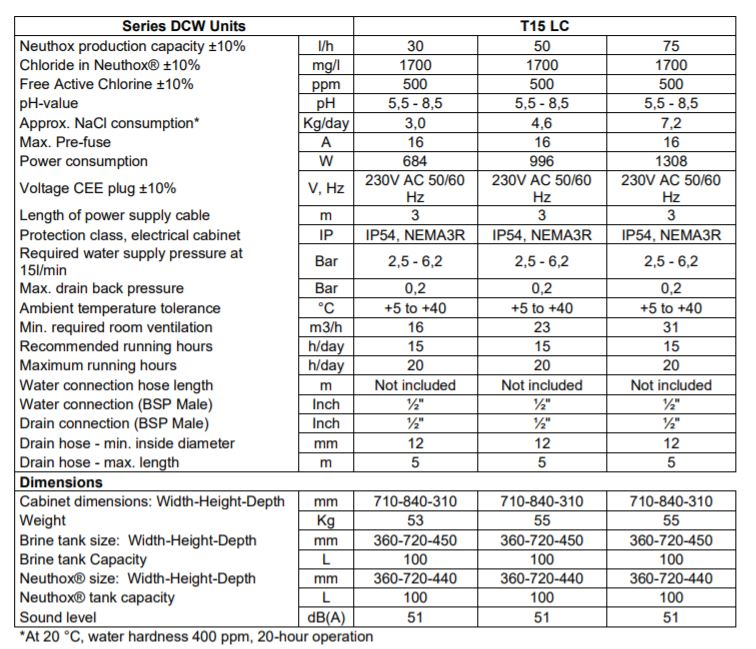 Series DCW Units T15 LC
Neuthox production capacity ±10% l/h 30 50 75
Chloride in Neuthox® ±10% mg/l 1700 1700 1700
Free Active Chlorine ±10% ppm 500 500 500
pH-value pH 5,5 - 8,5 5,5 - 8,5 5,5 - 8,5
Approx. NaCl consumption* Kg/day 3,0 4,6 7,2
Max. Pre-fuse A 16 16 16
Power consumption W 684 996 1308
Voltage CEE plug ±10% V, Hz 230V AC 50/60 Hz 230V AC 50/60 Hz 230V AC 50/60 Hz
Length of power supply cable m 3 3 3
Protection class, electrical cabinet IP IP54, NEMA3R IP54, NEMA3R IP54, NEMA3R
Required water supply pressure at
15l/min Bar 2,5 - 6,2 2,5 - 6,2 2,5 - 6,2
Max. drain back pressure Bar 0,2 0,2 0,2
Ambient temperature tolerance °C +5 to +40 +5 to +40 +5 to +40
Min. required room ventilation m3/h 16 23 31
Recommended running hours h/day 15 15 15
Maximum running hours h/day 20 20 20
Water connection hose length m Not included Not included Not included
Water connection (BSP Male) Inch ½" ½" ½"
Drain connection (BSP Male) Inch ½" ½" ½"
Drain hose - min. inside diameter mm 12 12 12
Drain hose - max. length m 5 5 5
Dimensions
Cabinet dimensions: Width-Height-Depth mm 710-840-310 710-840-310 710-840-310
Weight Kg 53 55 55
Brine tank size: Width-Height-Depth mm 360-720-450 360-720-450 360-720-450
Brine tank Capacity L 100 100 100
Neuthox® size: Width-Height-Depth mm 360-720-440 360-720-440 360-720-440
Neuthox® tank capacity L 100 100 100
Sound level dB(A) 51 51 51
*At 20 °C, water hardness 400 ppm, 20-hour operation